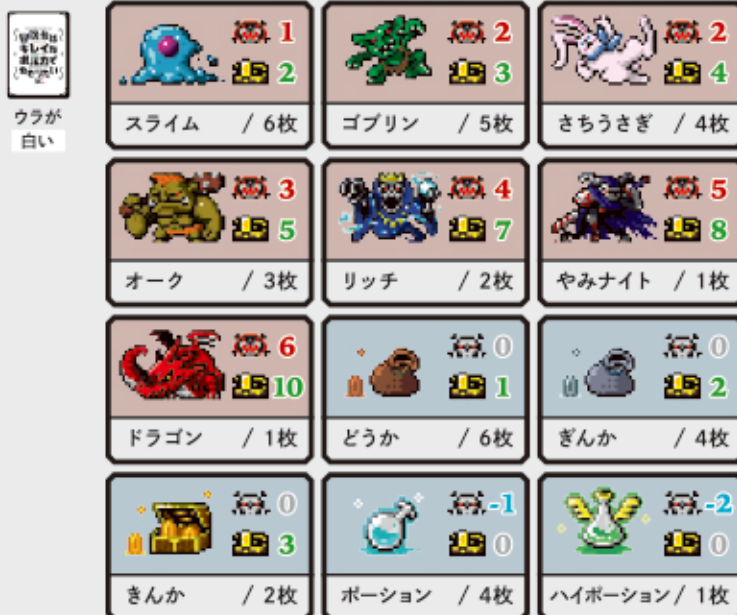 ウラが
白い
1
2
スライム / 6枚
2
3
ゴブリン / 5枚
2
4
さちうさぎ / 4枚
3
5
オーク / 3枚
4
7
リッチ / 2枚
5
8
やみナイト / 1枚
6
10
ドラゴン / 1枚
0
1
どうか / 6枚
0
2
ぎんか / 4枚
0
3
きんか / 2枚
-1
0
ポーション / 4枚
-2
0
ハイポーション / 1枚